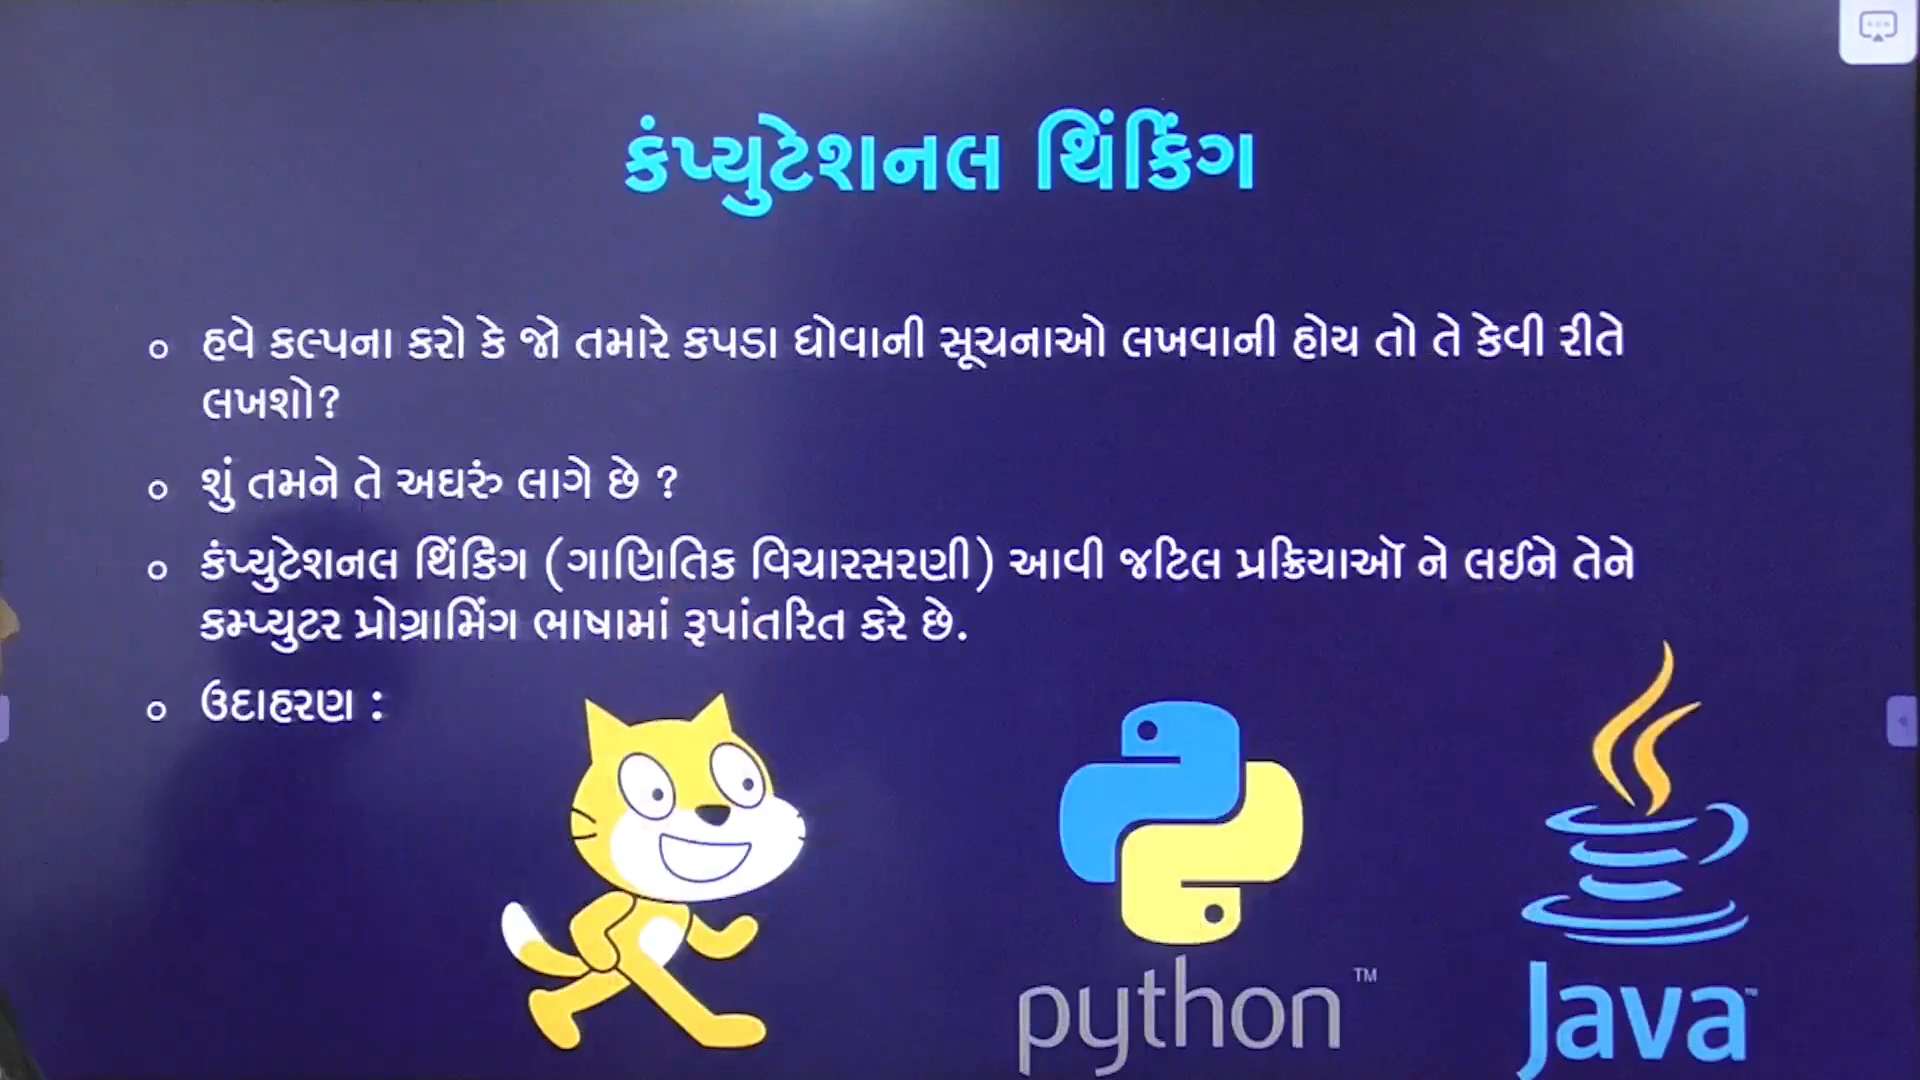 કંપ્યુટેશનલ થિંકિંગ
હવે કલ્પના કરો કે જો તમારે કપડા ધોવાની સૂચનાઓ લખવાની હોય તો તે કેવી રીતે
લખશો?
શું તમને તે અઘરું લાગે છે ?
કંપ્યુટેશનલ થિંકિગ (ગાણિતિક વિચારસરણી) આવી જટિલ પ્રક્રિયાઑ ને લઈને તેને
કમ્પ્યુટર પ્રોગ્રામિંગ ભાષામાં રૂપાંતરિત કરે છે.
ઉદાહરણ :
python™
Java™